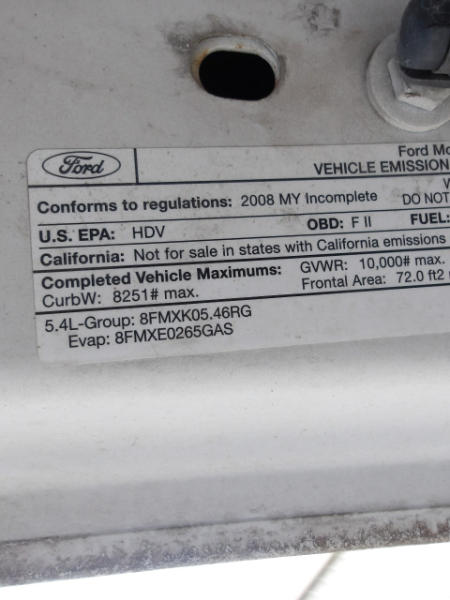 Ford
Ford Mo
VEHICLE EMISSION
Conforms to regulations: 2008 MY Incomplete
DO NOT
U.S. EPA: HDV OBD: F II FUEL:
California: Not for sale in states with California emissions
Completed Vehicle Maximums: GVWR: 10,000# max.
CurbW: 8251# max. Frontal Area: 72.0 ft2
5.4L-Group: 8FMXK05.46RG
Evap: 8FMXE0265GAS